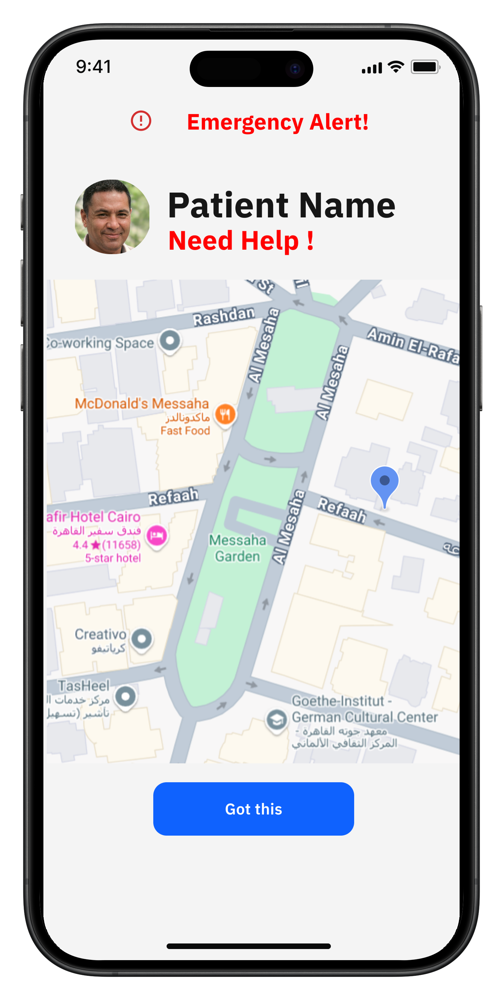 9:41
Emergency Alert!
Patient Name
Need Help !
St
Rashdan
Al Mesaha
Amin El-Rafa
Co-working Space
Al Mesaha
McDonald's Messaha
ماكدونالدز
Fast Food
Refaah
Refaah
afir Hotel Cairo
فندق سفير القاهرة
4.4 ★ (11658)
5-star hotel
Messaha
Garden
Al Mesaha
Creativo
كرياتيفو
TasHeel
مركز خدمات ال
تأشير (تسهيل
Goethe-Institut -
German Cultural Center
معهد جوته القاهرة -
المركز الثقافي الألماني
Got this